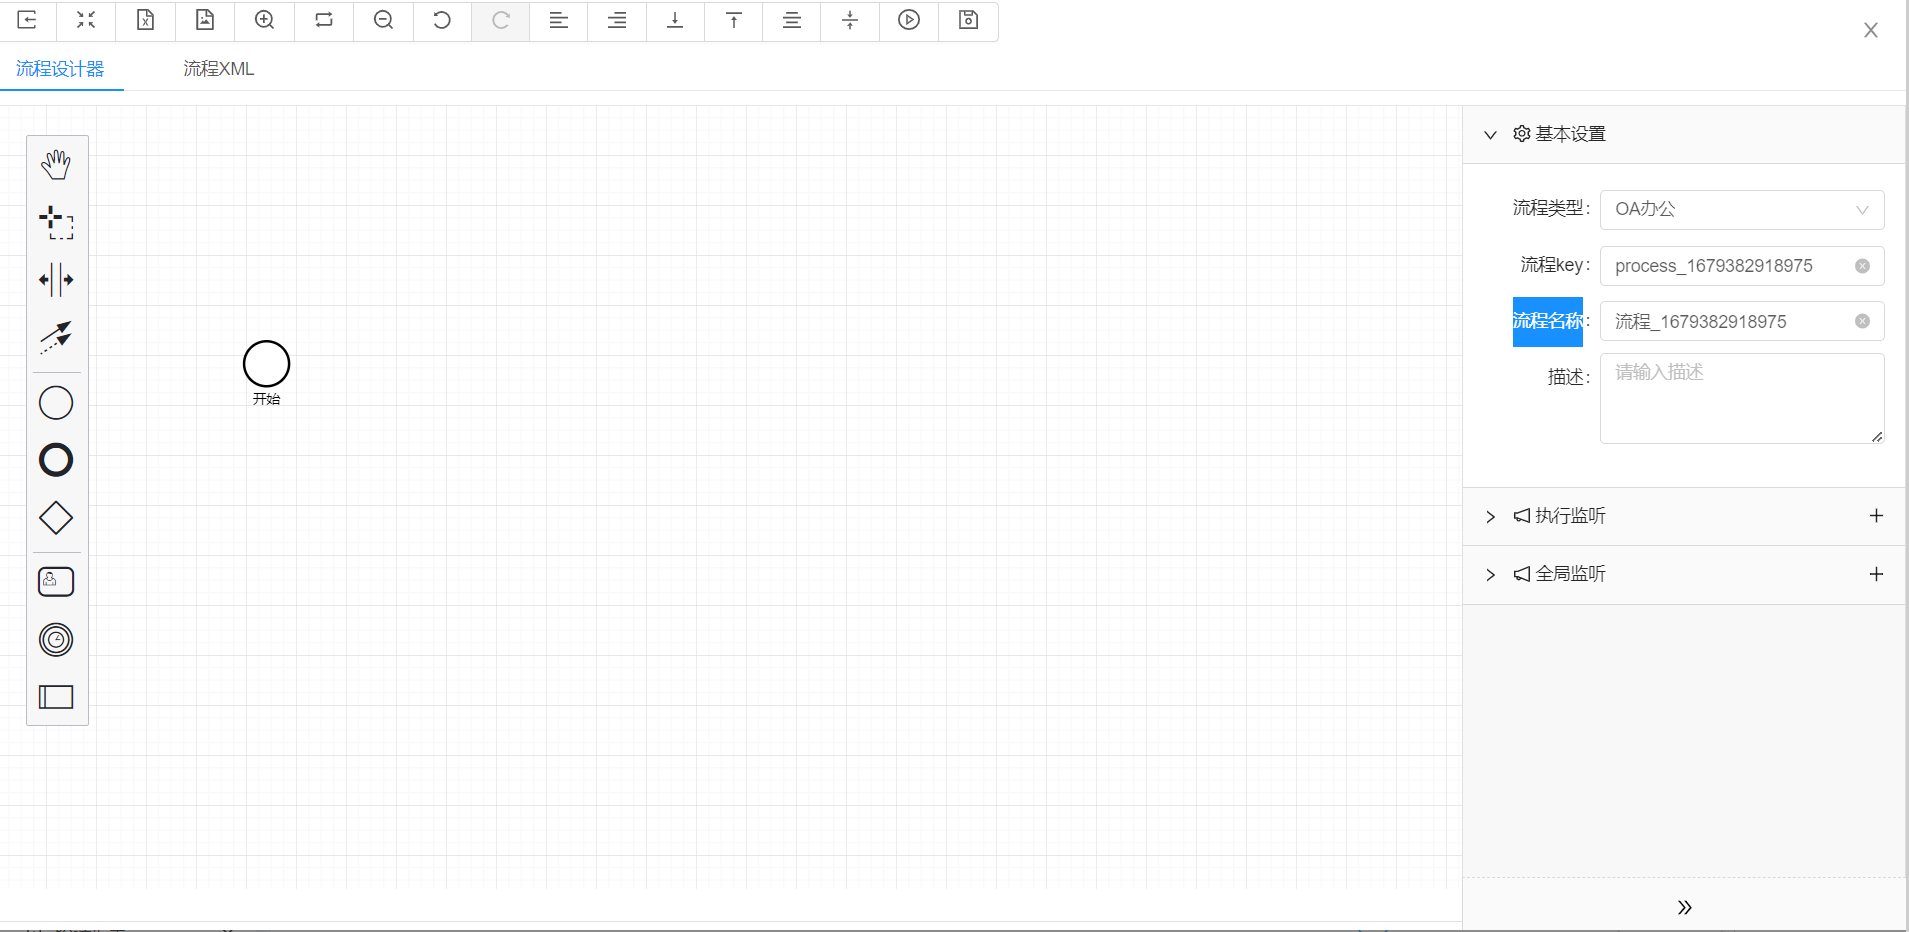 流程设计器
流程XML
开始
基本设置
流程类型:
OA办公
流程key:
process_1679382918975
流程名称:
流程_1679382918975
描述:
请输入描述
执行监听
全局监听